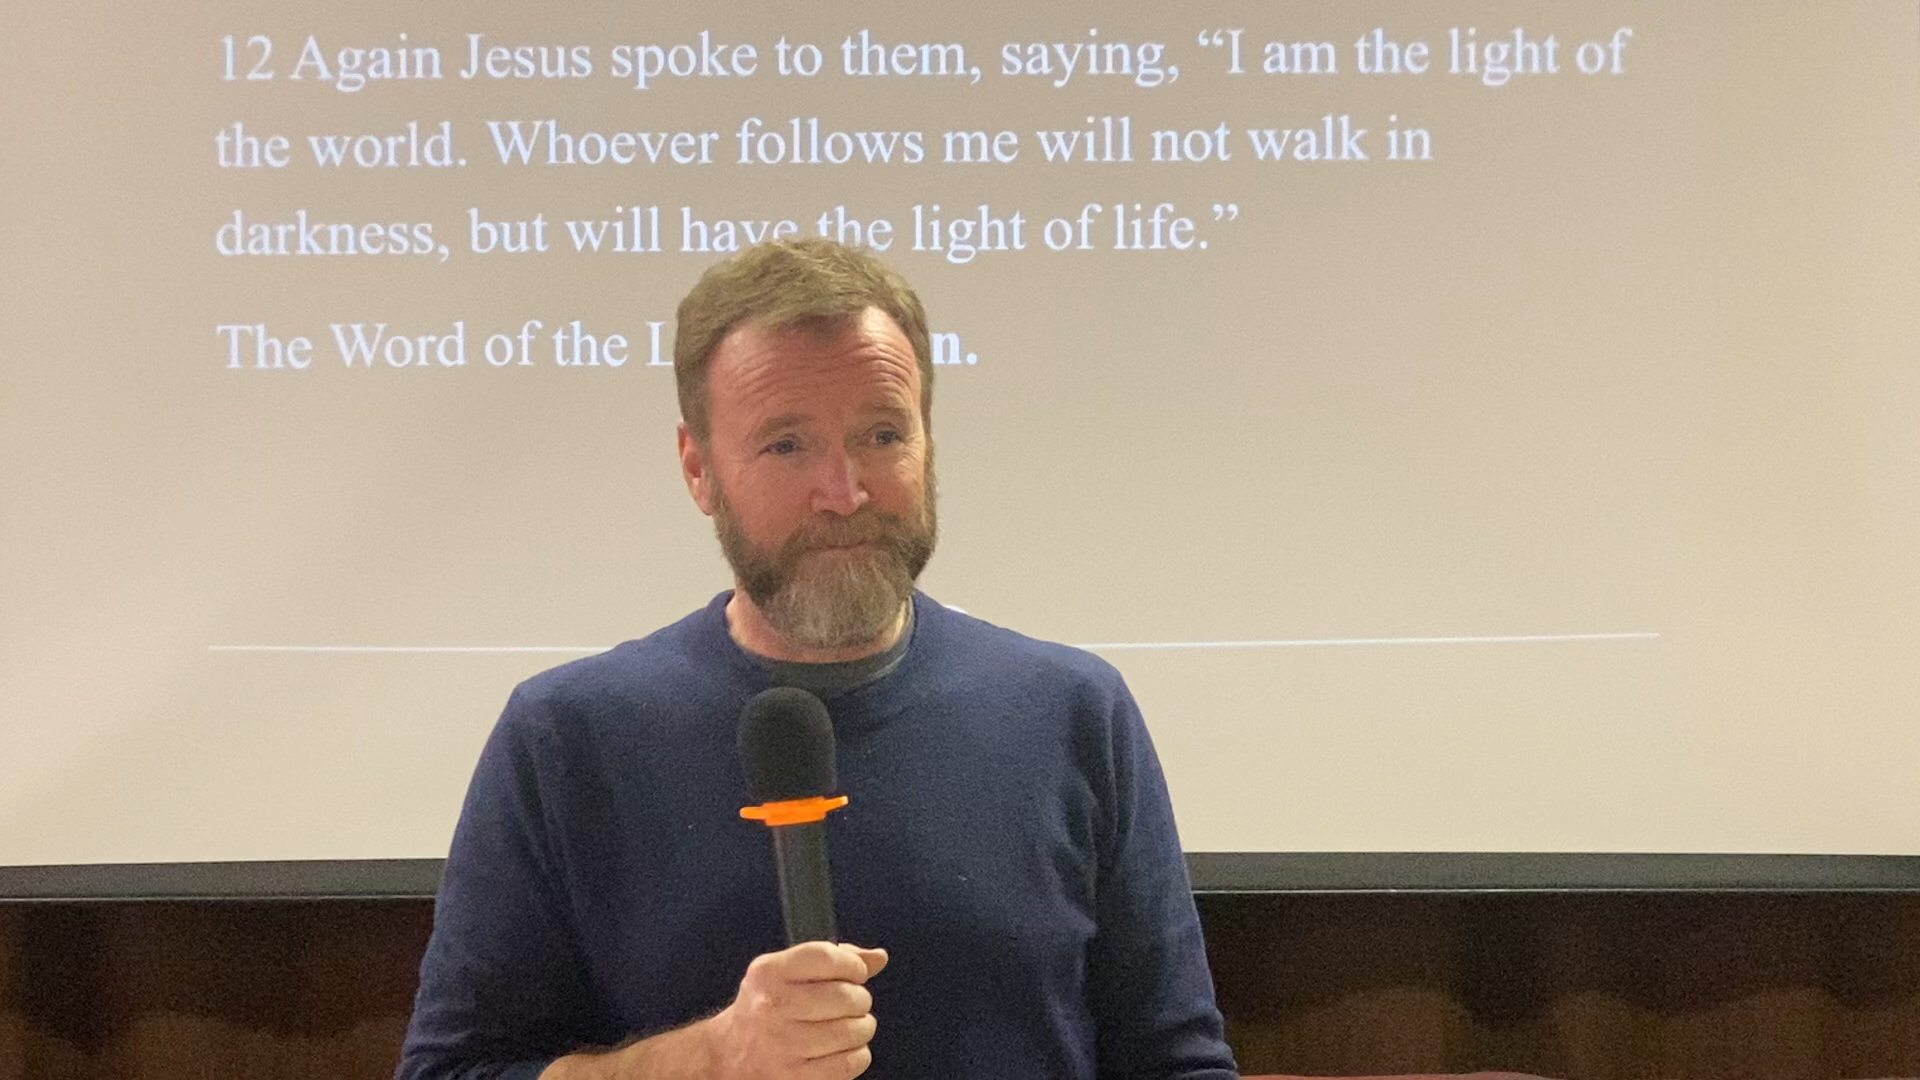 12 Again Jesus spoke to them, saying, “I am the light of
the world. Whoever follows me will not walk in
darkness, but will have the light of life.”
The Word of the